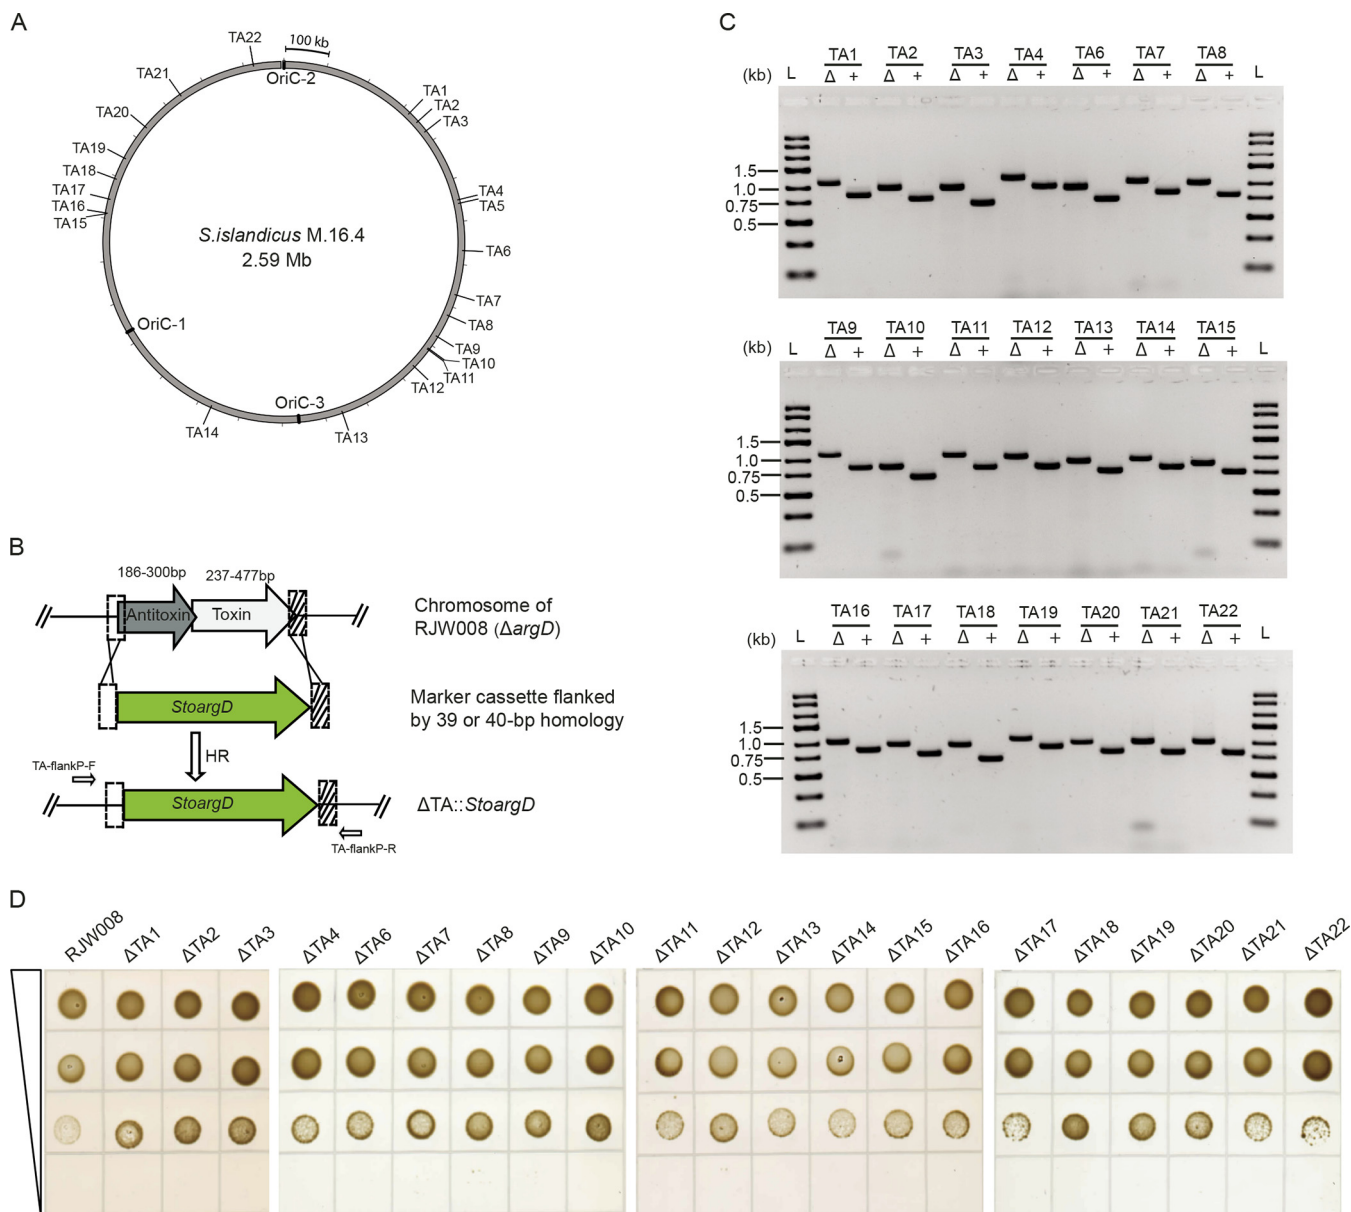 A
100 kb
TA22
OriC-2
TA21
TA1
TA2
TA3
TA20
TA19
TA18
TA17
TA16
TA15
TA4
TA5
S.islandicus M.16.4
2.59 Mb
TA6
TA7
TA8
TA9
TA10
TA11
TA12
OriC-1
OriC-3
TA13
TA14
B
186-300bp
237-477bp
Antitoxin
Toxin
Chromosome of
RJW008 (ΔargD)
StoargD
Marker cassette flanked
by 39 or 40-bp homology
HR
TA-flankP-F
StoargD
ΔTA::StoargD
TA-flankP-R
C
TA1 TA2 TA3 TA4 TA6 TA7 TA8
(kb) L Δ + Δ + Δ + Δ + Δ + Δ + Δ + L
1.5
1.0
0.75
0.5
TA9 TA10 TA11 TA12 TA13 TA14 TA15
(kb) L Δ + Δ + Δ + Δ + Δ + Δ + Δ + L
1.5
1.0
0.75
0.5
TA16 TA17 TA18 TA19 TA20 TA21 TA22
(kb) L Δ + Δ + Δ + Δ + Δ + Δ + Δ + L
1.5
1.0
0.75
0.5
D
RJW008 ΔTA1 ΔTA2 ΔTA3 ΔTA4 ΔTA6 ΔTA7 ΔTA8 ΔTA9 ΔTA10 ΔTA11 ΔTA12 ΔTA13 ΔTA14 ΔTA15 ΔTA16 ΔTA17 ΔTA18 ΔTA19 ΔTA20 ΔTA21 ΔTA22